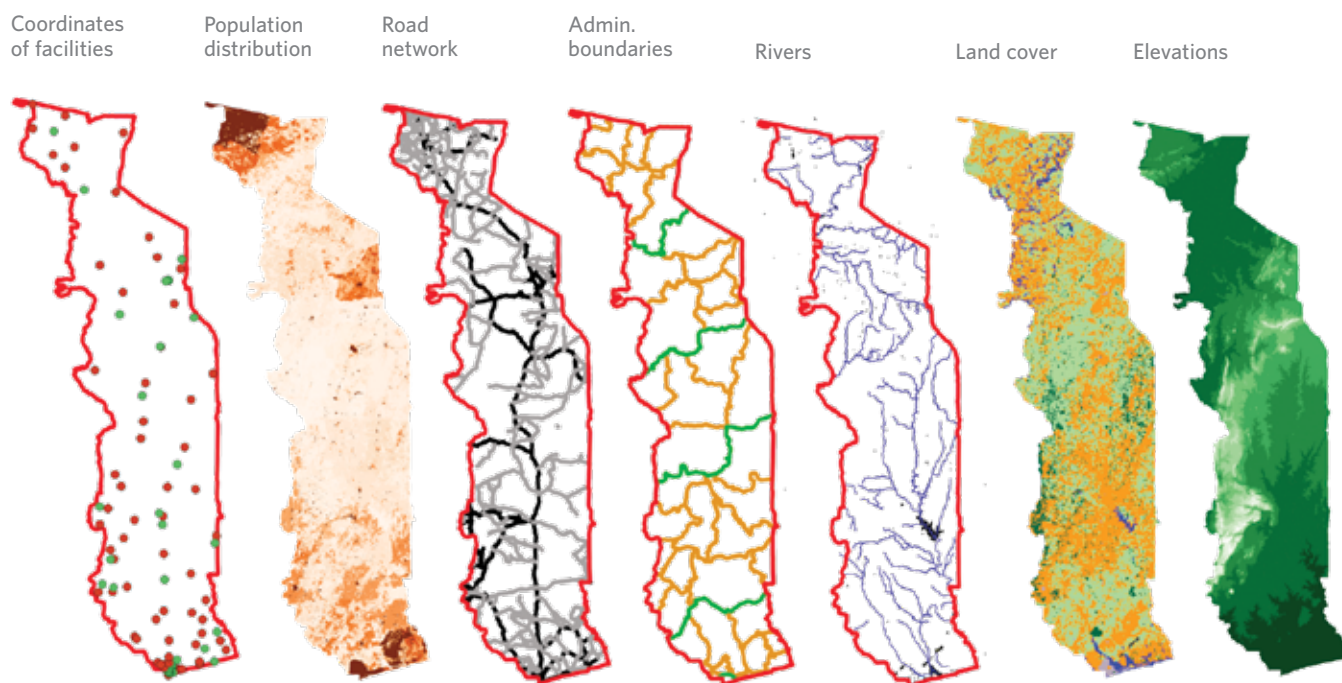 Coordinates
of facilities
Population
distribution
Road
network
Admin.
boundaries
Rivers
Land cover
Elevations